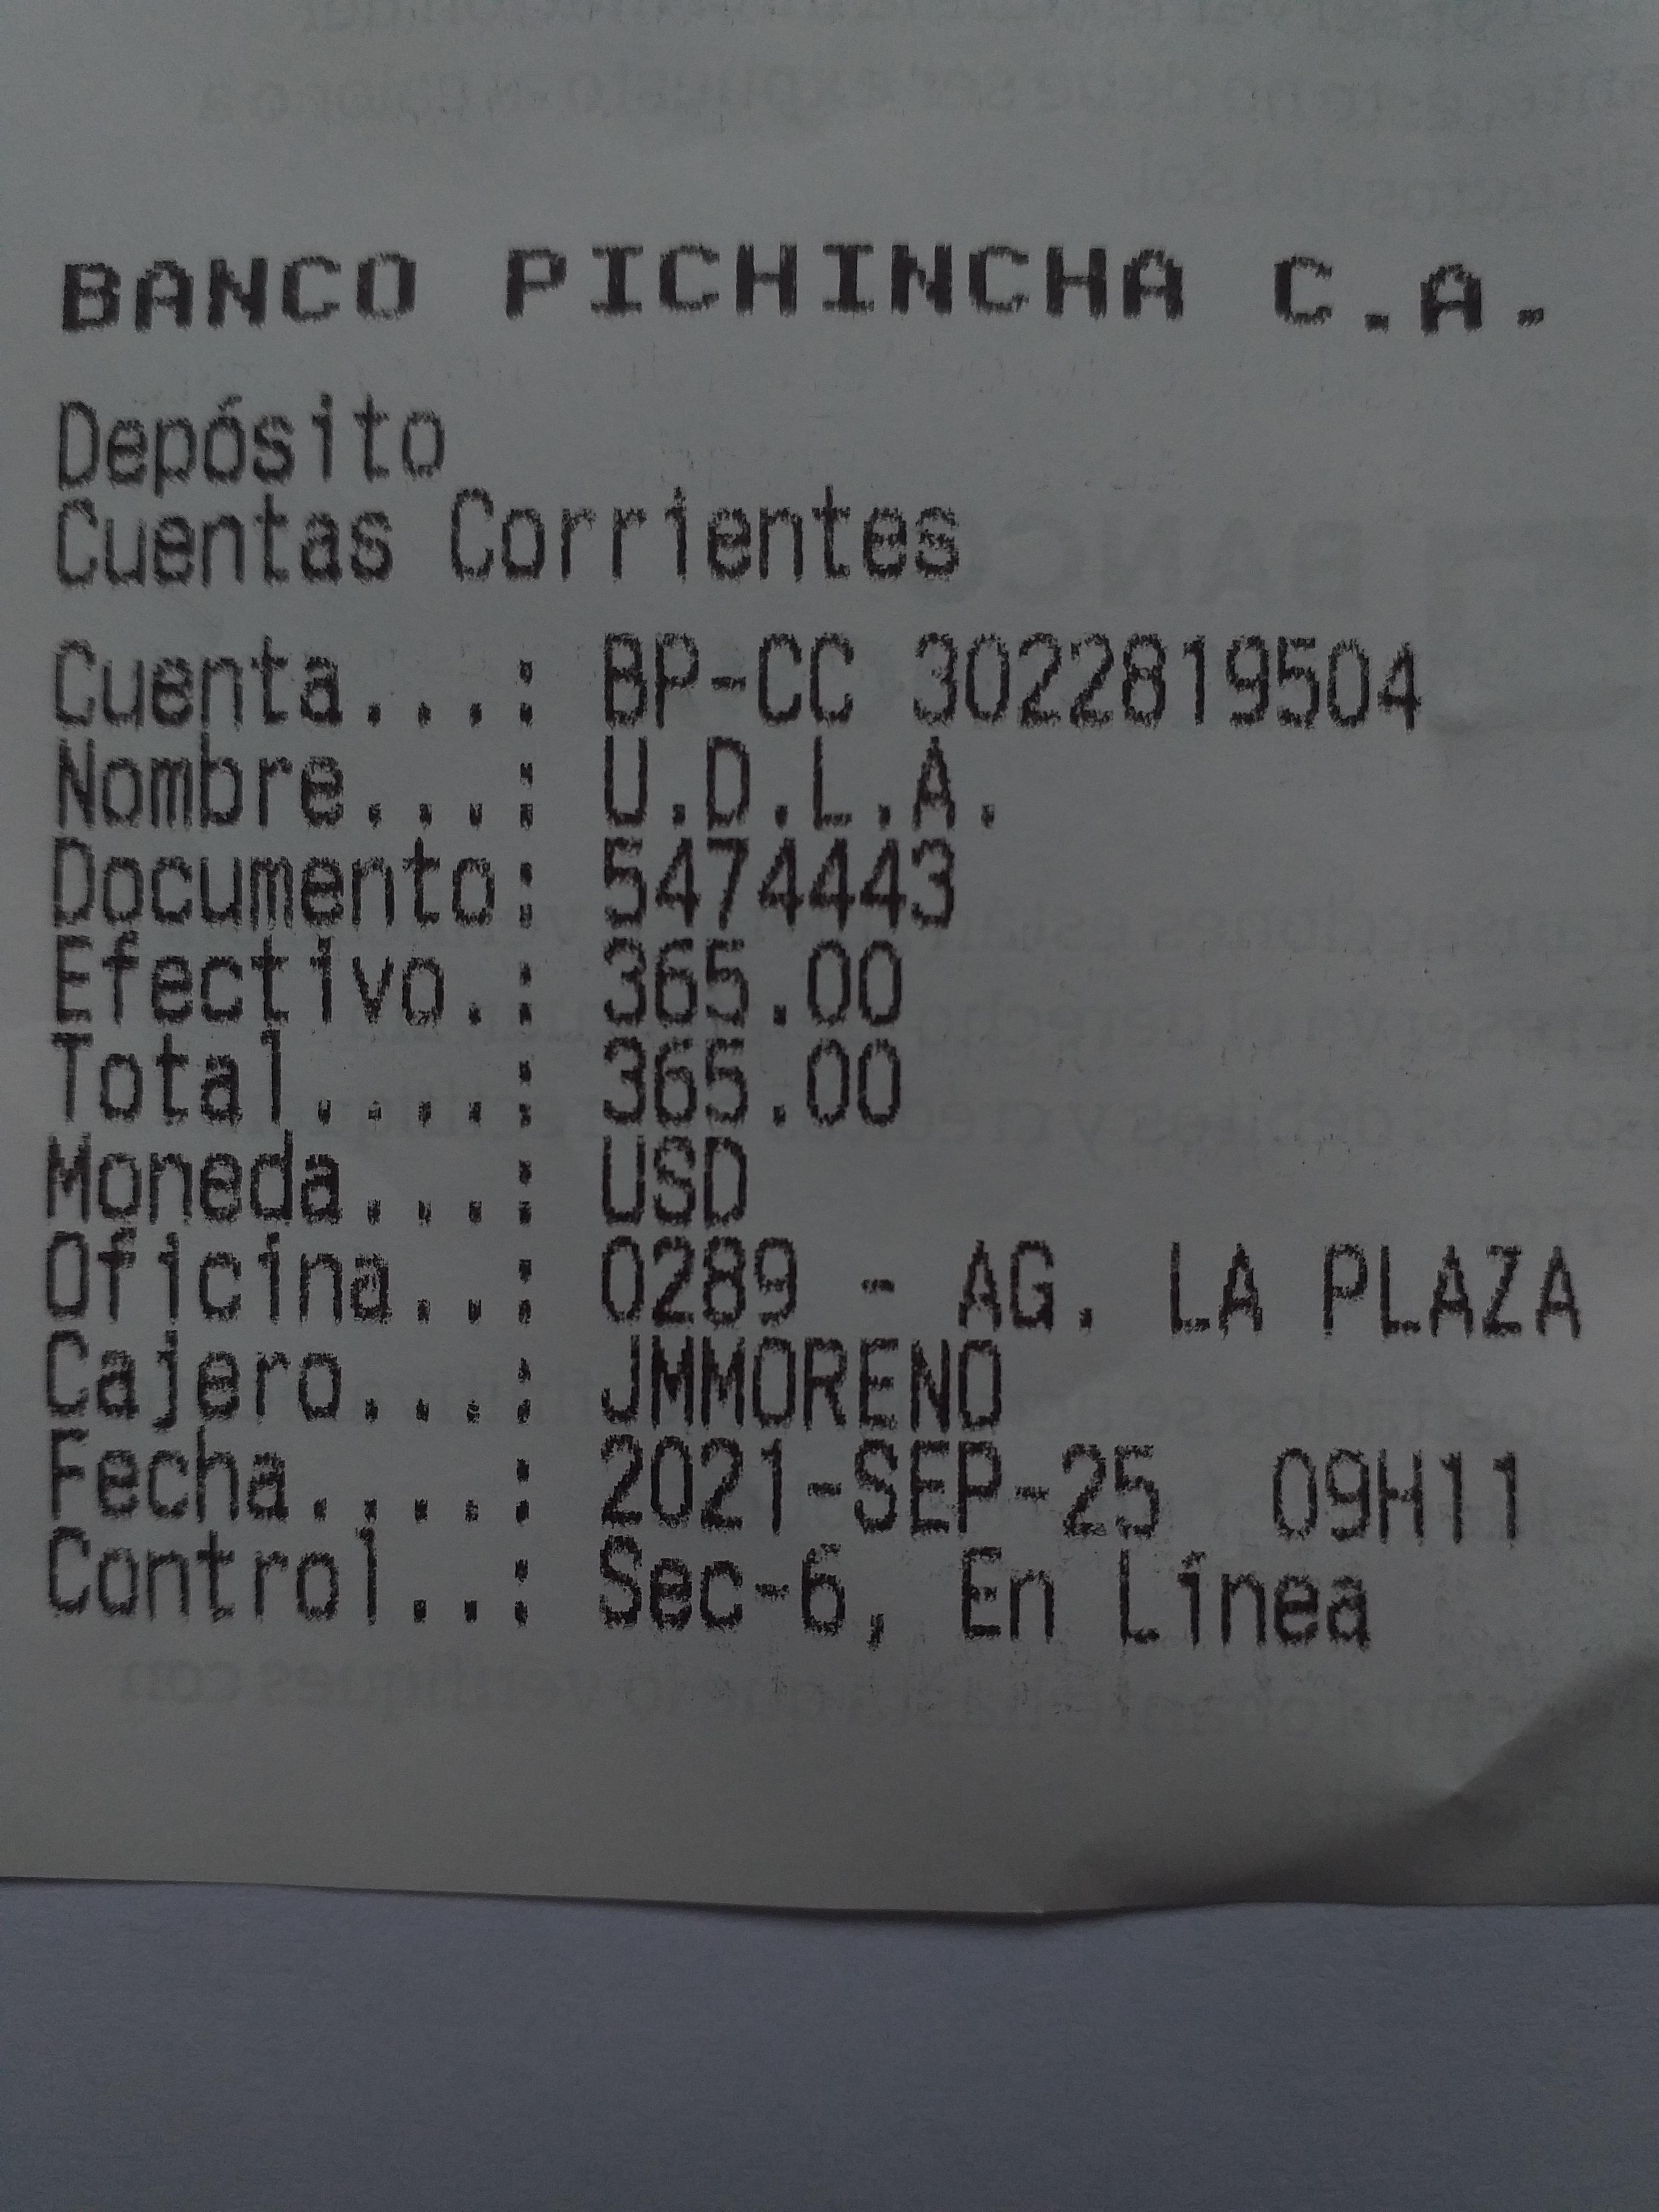 BANCO PICHINCHA C.A.
Depósito
Cuentas Corrientes
Cuenta...: BP-CC 3022819504
Nombre...: U.D.L.A.
Documento: 5474443
Efectivo.: 365.00
Total....: 365.00
Moneda...: USD
Oficina..: 0289 - AG. LA PLAZA
Cajero...: JMMORENO
Fecha....: 2021-SEP-25 09H11
Control..: Sec-6, En Línea